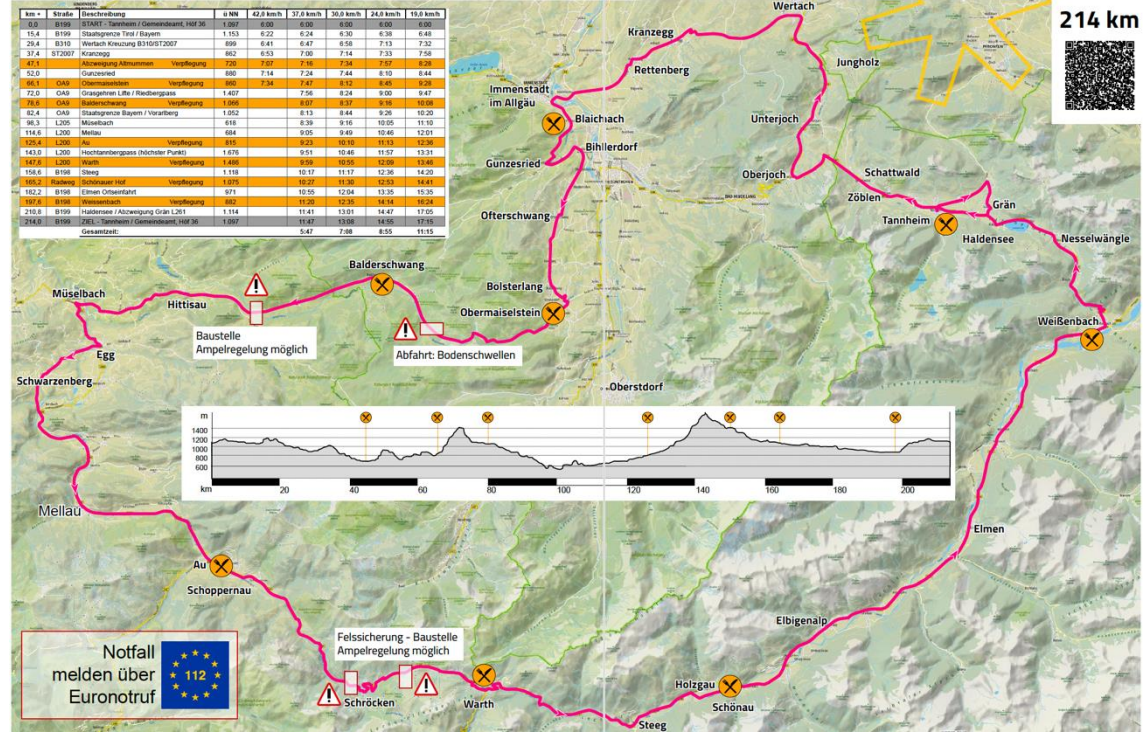 km + Straße Beschreibung ü NN 42,0 km/h 37,0 km/h 30,0 km/h 24,0 km/h 19,0 km/h
0,0 B199 START - Tannheim / Gemeindeamt, Höf 36 1.097 6:00 6:00 6:00 6:00 6:00
15,4 B199 Staatsgrenze Tirol / Bayern 1.153 6:22 6:24 6:30 6:38 6:48
29,4 B310 Wertach Kreuzung B310/ST2007 899 6:41 6:47 6:58 7:13 7:32
37,4 ST2007 Kranzegg 862 6:53 7:00 7:14 7:33 7:58
47,1 Abzweigung Altmummen Verpflegung 720 7:07 7:16 7:34 7:57 8:28
52,0 Gunzesried 880 7:14 7:24 7:44 8:10 8:44
66,1 OA9 Obermaiselstein Verpflegung 860 7:34 7:47 8:12 8:45 9:28
72,0 OA9 Grasgehren Lifte / Riedbergpass 1.407 7:56 8:24 9:00 9:47
78,6 OA9 Balderschwang Verpflegung 1.066 8:07 8:37 9:16 10:08
82,4 OA9 Staatsgrenze Bayern / Vorarlberg 1.052 8:13 8:44 9:26 10:20
98,3 L205 Müselbach 618 8:39 9:16 10:05 11:10
114,6 L200 Mellau 684 9:05 9:49 10:46 12:01
125,4 L200 Au Verpflegung 815 9:23 10:10 11:13 12:36
143,0 L200 Hochtannbergpass (höchster Punkt) 1.676 9:51 10:46 11:57 13:31
147,6 L200 Warth Verpflegung 1.486 9:59 10:55 12:09 13:46
158,6 B198 Steeg 1.118 10:17 11:17 12:36 14:20
165,2 Radweg Schönauer Hof Verpflegung 1.075 10:27 11:30 12:53 14:41
182,2 B198 Elmen Ortseinfahrt 971 10:55 12:04 13:35 15:35
197,6 B198 Weissenbach Verpflegung 882 11:20 12:35 14:14 16:24
210,8 B199 Haldensee / Abzweigung Grän L261 1.114 11:41 13:01 14:47 17:05
214,0 B199 ZIEL - Tannheim / Gemeindeamt, Höf 36 1.097 11:47 13:08 14:55 17:15
Gesamtzeit: 5:47 7:08 8:55 11:15
214 km
Wertach
Kranzegg
Rettenberg
Jungholz
Immenstadt
im Allgäu
Blaichach
Unterjoch
Bihllerdorf
Gunzesried
Oberjoch
Schattwald
Zöblen
Grän
Ofterschwang
Tannheim
Haldensee
Nesselwängle
Balderschwang
Bolsterlang
Müselbach
Hittisau
Obermaiselstein
Weißenbach
Baustelle
Ampelregelung möglich
Abfahrt: Bodenschwellen
Egg
Schwarzenberg
Oberstdorf
m
1400
1200
1000
800
600
km 20 40 60 80 100 120 140 160 180 200
Mellau
Elmen
Au
Schoppernau
Elbigenalp
Felssicherung - Baustelle
Ampelregelung möglich
Notfall
melden über
Euronotruf
112
Schröcken
Warth
Holzgau
Schönau
Steeg